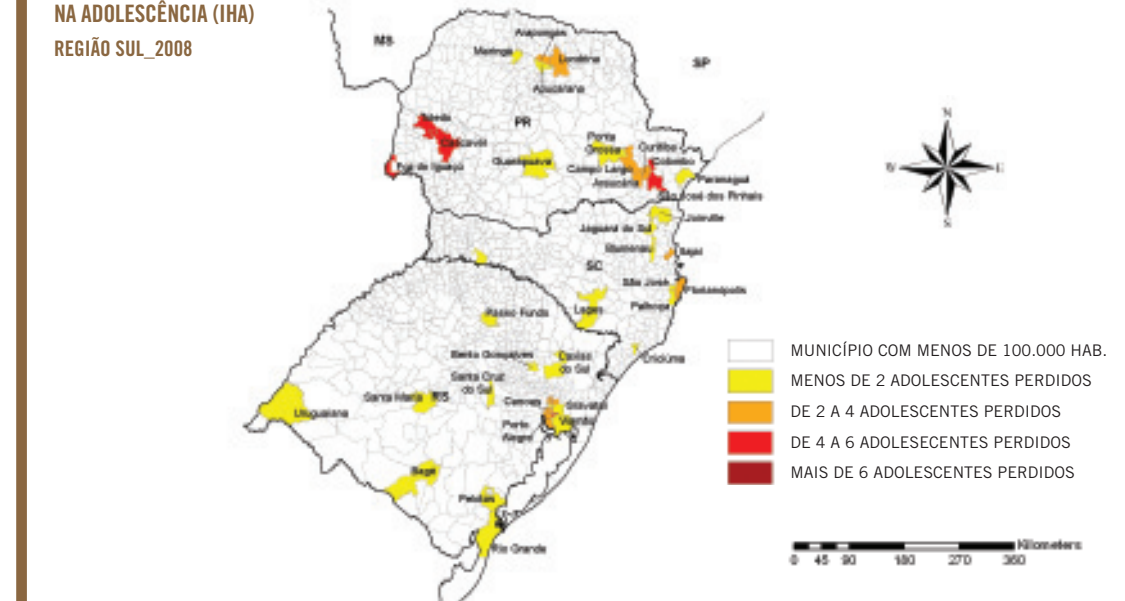 NA ADOLESCÊNCIA (IHA)
REGIÃO SUL_2008
MS
SP
PR
SC
RS
Arapongas
Maringá
Londrina
Apucarana
Toledo
Cascavel
Foz do Iguaçu
Guarapuava
Ponta
Grossa
Curitiba
Colombo
Campo Largo
Araucária
Paranaguá
São José dos Pinhais
Joinville
Jaguará do Sul
Blumenau
Itajaí
São José
Florianópolis
Palhoça
Lages
Criciúma
Passo Fundo
Bento Gonçalves
Caxias
do Sul
Santa Cruz
do Sul
Santa Maria
Canoas
Gravataí
Viamão
Porto
Alegre
Uruguaiana
Bagé
Pelotas
Rio Grande
N
W
E
S
MUNICÍPIO COM MENOS DE 100.000 HAB.
MENOS DE 2 ADOLESCENTES PERDIDOS
DE 2 A 4 ADOLESCENTES PERDIDOS
DE 4 A 6 ADOLESECENTES PERDIDOS
MAIS DE 6 ADOLESCENTES PERDIDOS
Kilometers
0 45 90 180 270 360